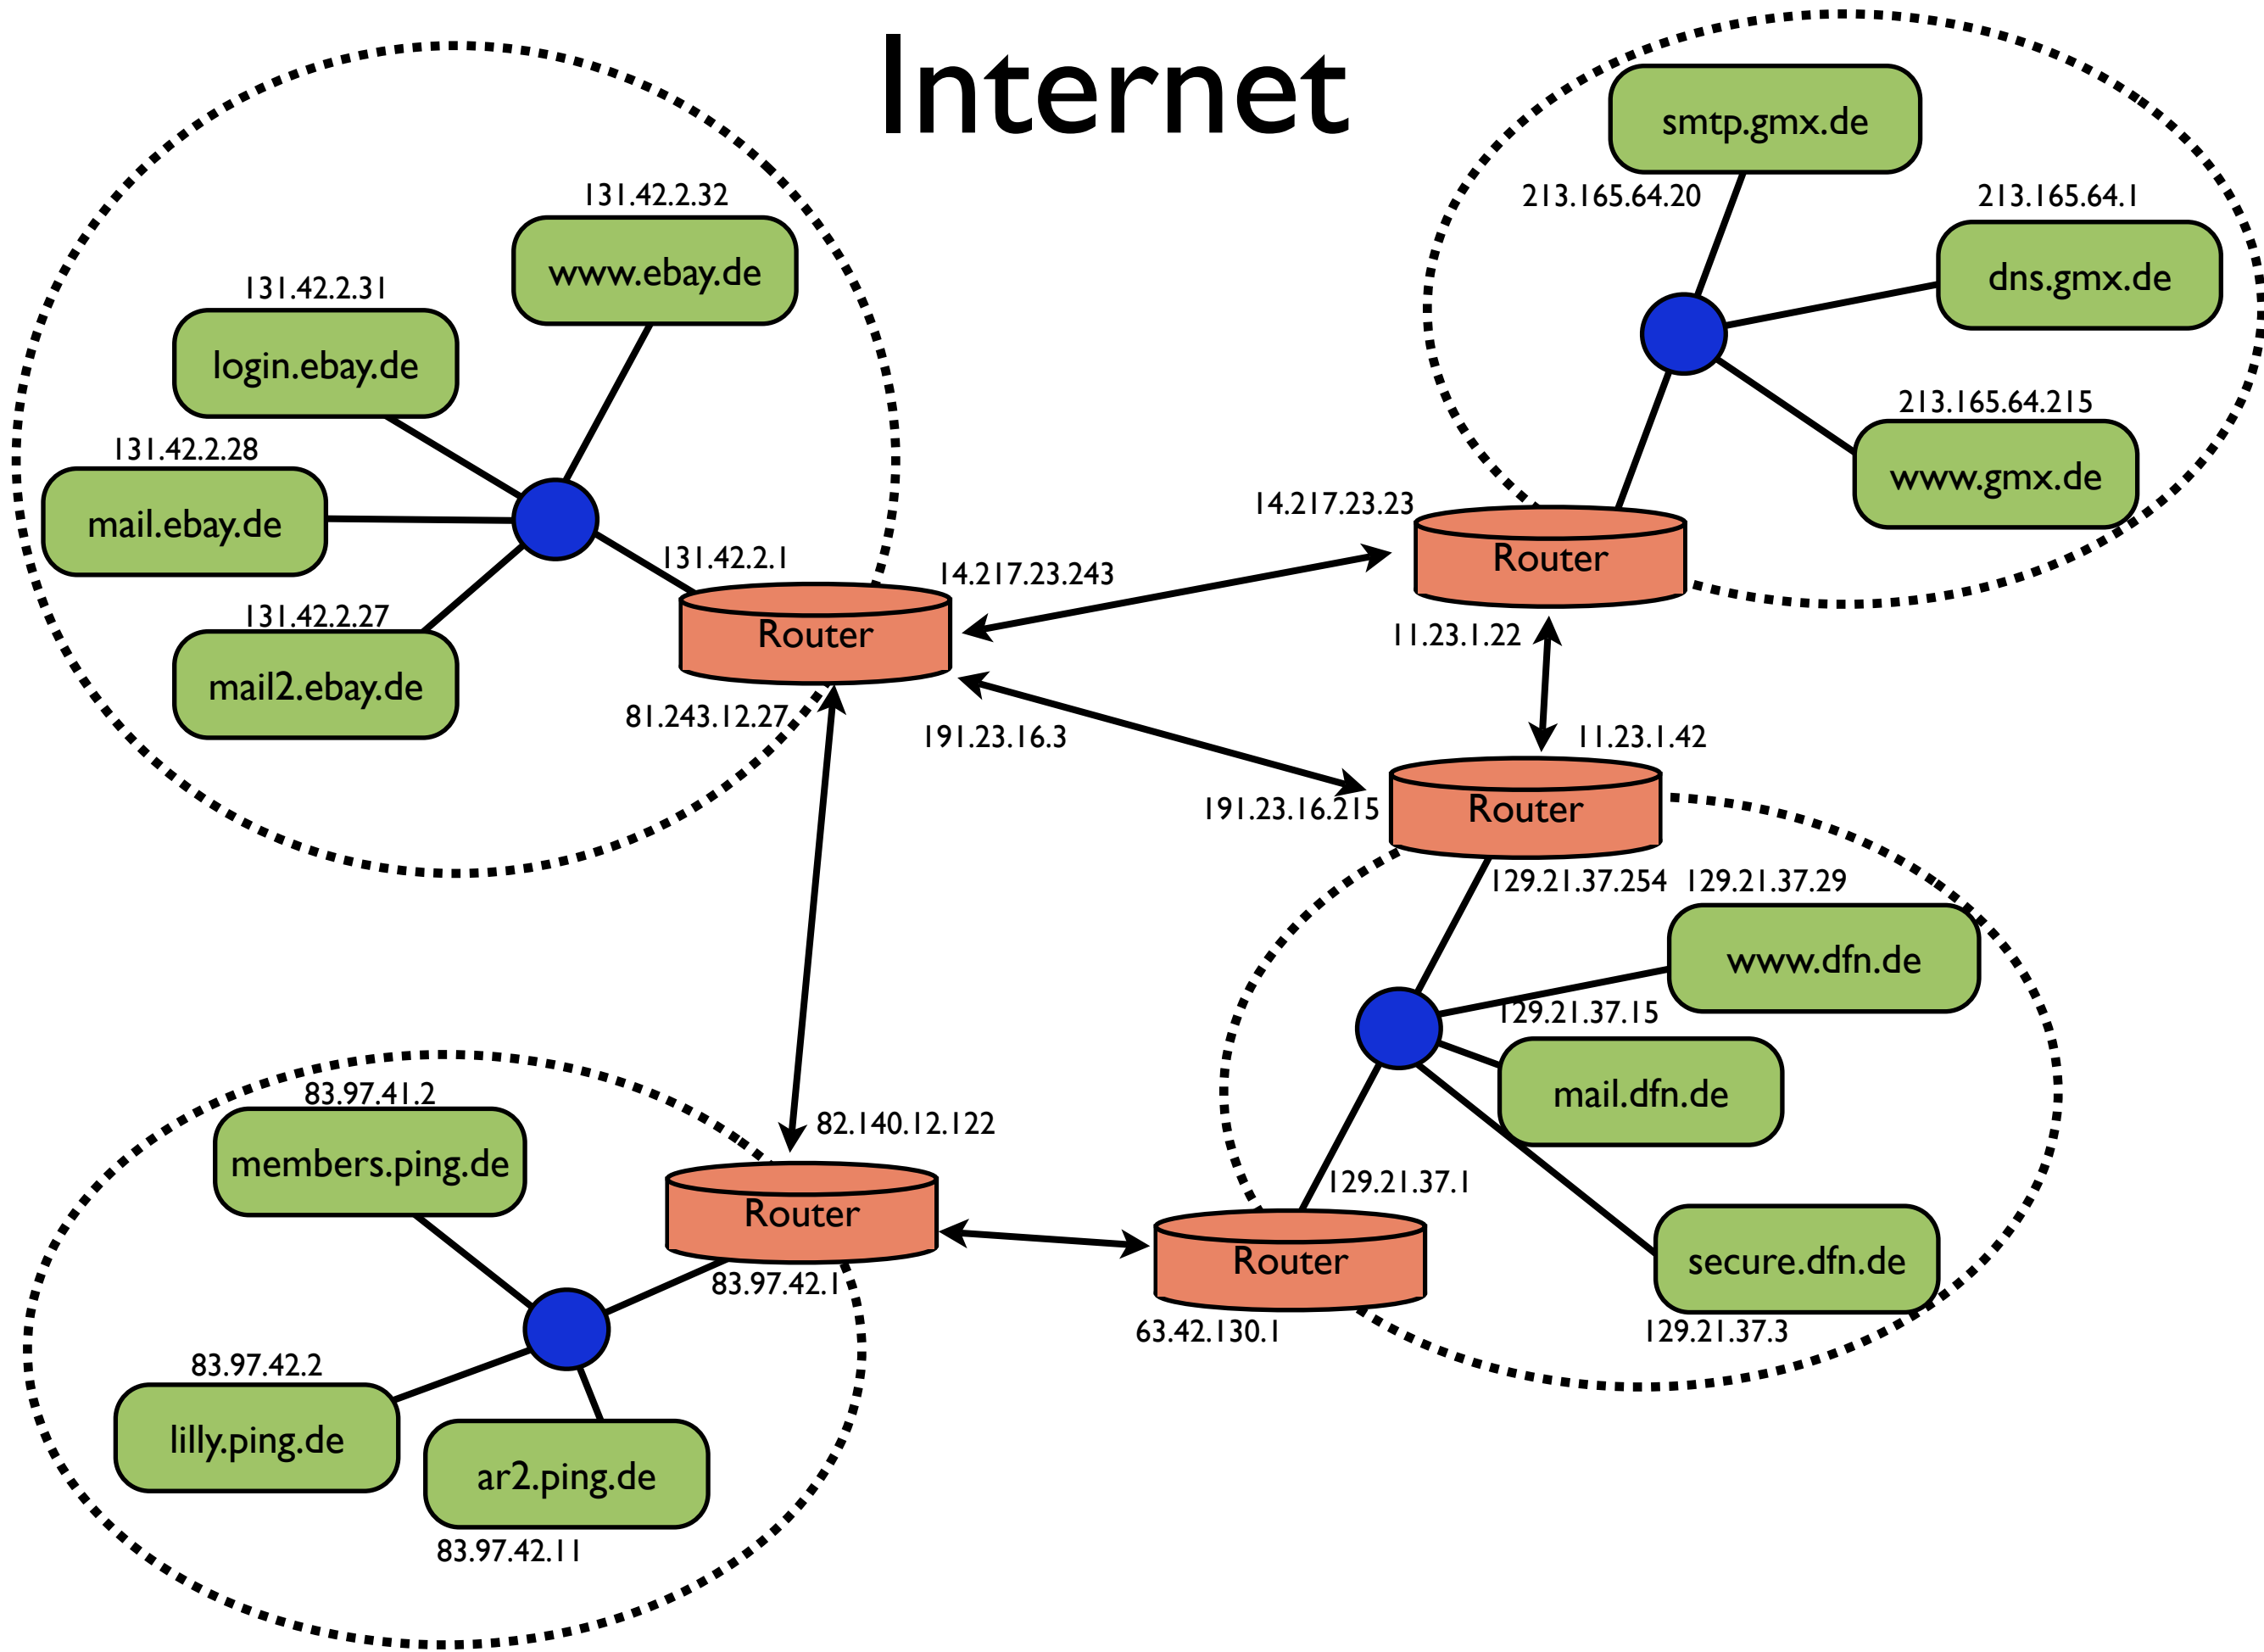 Internet
smtp.gmx.de
213.165.64.20
213.165.64.1
dns.gmx.de
213.165.64.215
www.gmx.de
131.42.2.32
www.ebay.de
131.42.2.31
login.ebay.de
131.42.2.28
mail.ebay.de
131.42.2.27
mail2.ebay.de
131.42.2.1
Router
14.217.23.243
14.217.23.23
Router
11.23.1.22
81.243.12.27
191.23.16.3
11.23.1.42
191.23.16.215
Router
129.21.37.254
129.21.37.29
www.dfn.de
129.21.37.15
mail.dfn.de
129.21.37.1
Router
63.42.130.1
secure.dfn.de
129.21.37.3
82.140.12.122
Router
83.97.42.1
83.97.41.2
members.ping.de
83.97.42.2
lilly.ping.de
ar2.ping.de
83.97.42.11